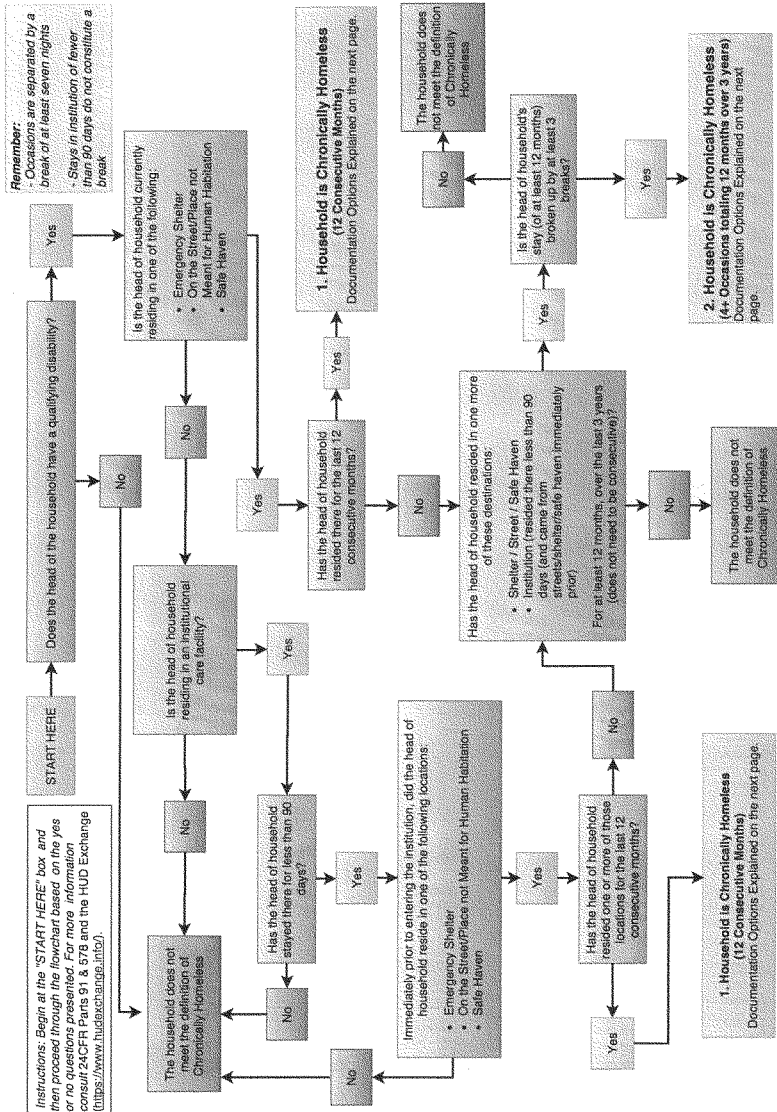 Instructions: Begin at the "START HERE" box and
then proceed through the flowchart based on the yes
or no questions presented. For more information
consult 24CFR Parts 91 & 578 and the HUD Exchange
(https://www.hudexchange.info/).
START HERE
Does the head of the household have a qualifying disability?
Yes
No
Remember:
- Occasions are separated by a
break of at least seven nights
- Stays in institution of fewer
than 90 days do not constitute a
break
Is the head of household currently
residing in one of the following:
• Emergency Shelter
• On the Street/Place not
Meant for Human Habitation
• Safe Haven
No
Yes
Is the head of household
residing in an institutional
care facility?
No
Yes
The household does not
meet the definition of
Chronically Homeless
Has the head of household
stayed there for less than 90
days?
No
Yes
Immediately prior to entering the institution, did the head of
household reside in one of the following locations:
• Emergency Shelter
• On the Street/Place not Meant for Human Habitation
• Safe Haven
No
Yes
Has the head of household
resided one or more of those
locations for the last 12
consecutive months?
Yes
No
1. Household is Chronically Homeless
(12 Consecutive Months)
Documentation Options Explained on the next page.
Has the head of household
resided there for the last 12
consecutive months?
Yes
No
1. Household is Chronically Homeless
(12 Consecutive Months)
Documentation Options Explained on the next page.
Has the head of household resided in one more
of these destinations:
• Shelter / Street / Safe Haven
• Institution (resided there less than 90
days (and came from
streets/shelter/safe haven immediately
prior)
For at least 12 months, over the last 3 years
(does not need to be consecutive)?
No
Yes
The household does not
meet the definition of
Chronically Homeless
Is the head of household's
stay (of at least 12 months)
broken up by at least 3
breaks?
No
Yes
The household does
not meet the definition
of Chronically
Homeless
2. Household is Chronically Homeless
(4+ Occasions totaling 12 months over 3 years)
Documentation Options Explained on the next
page.